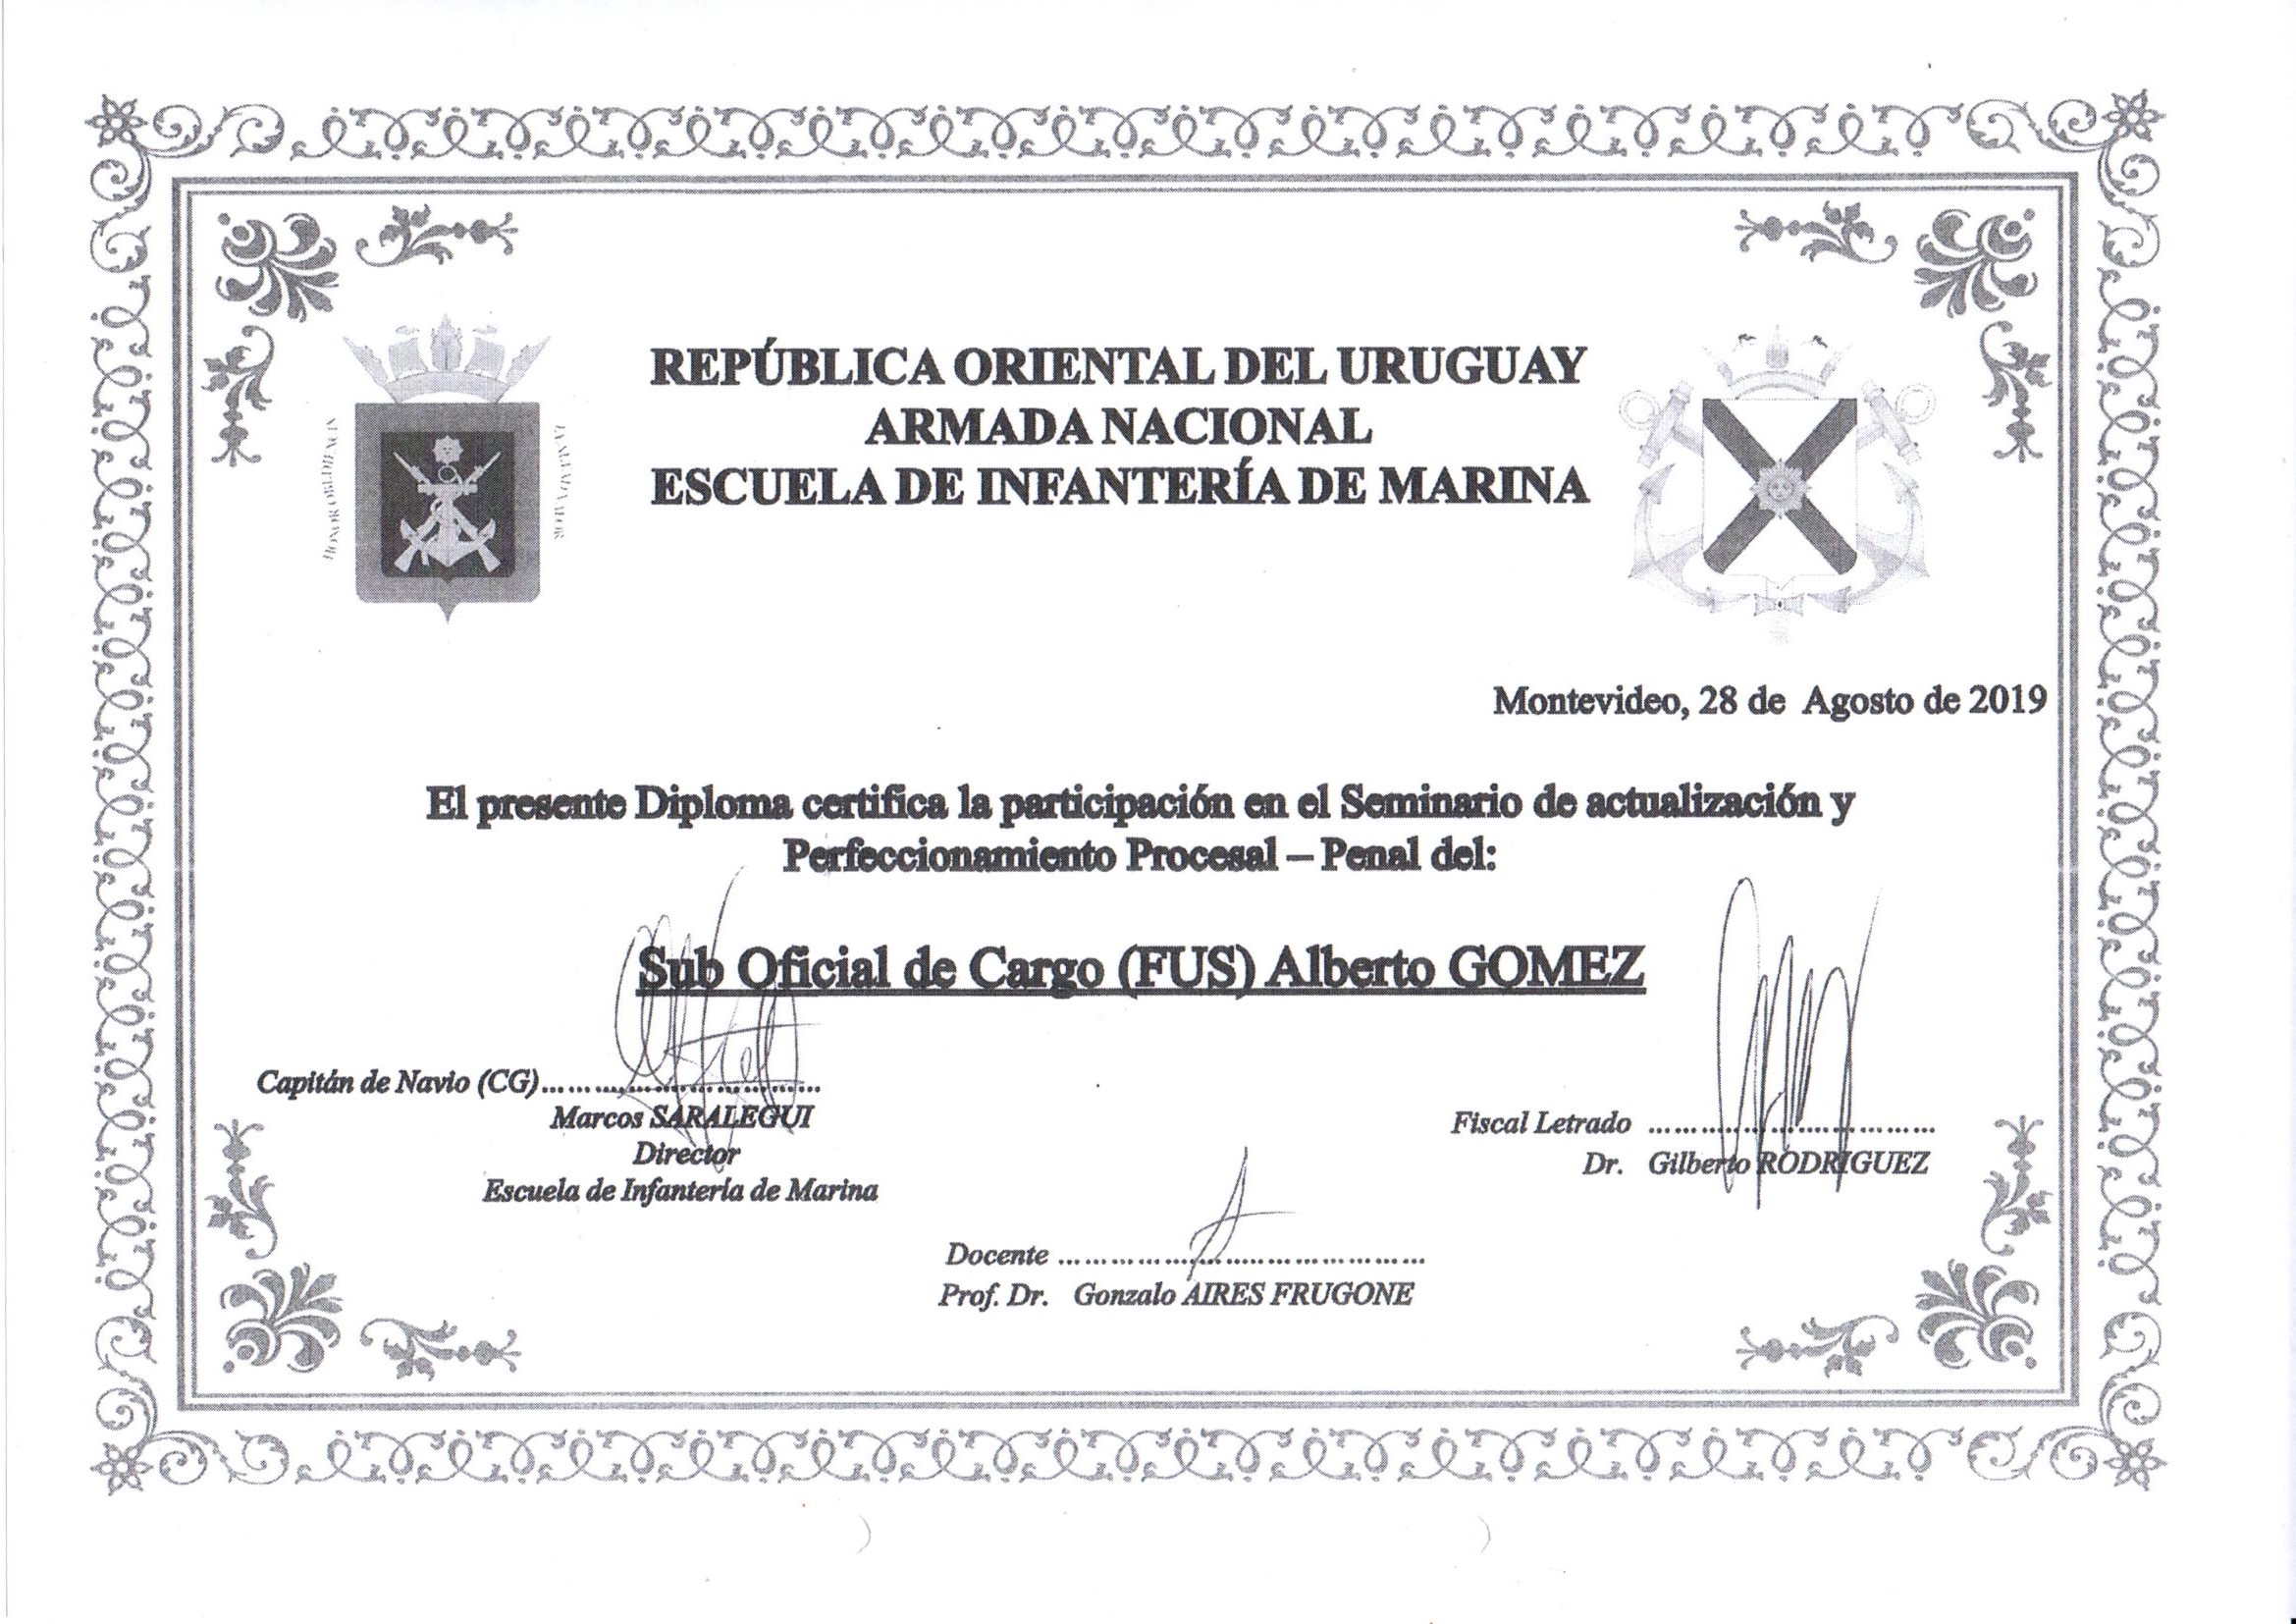 REPÚBLICA ORIENTAL DEL URUGUAY
ARMADA NACIONAL
ESCUELA DE INFANTERÍA DE MARINA
HONOR OBEDIENCIA
LEALTAD VALOR
Montevideo, 28 de Agosto de 2019
El presente Diploma certifica la participación en el Seminario de actualización y
Perfeccionamiento Procesal – Penal del:
Sub Oficial de Cargo (FUS) Alberto GOMEZ
Capitán de Navio (CG)...............................
Marcos SARALEGUI
Director
Escuela de Infantería de Marina
Fiscal Letrado ...............................
Dr. Gilberto RODRIGUEZ
Docente ........................................
Prof. Dr. Gonzalo AIRES FRUGONE